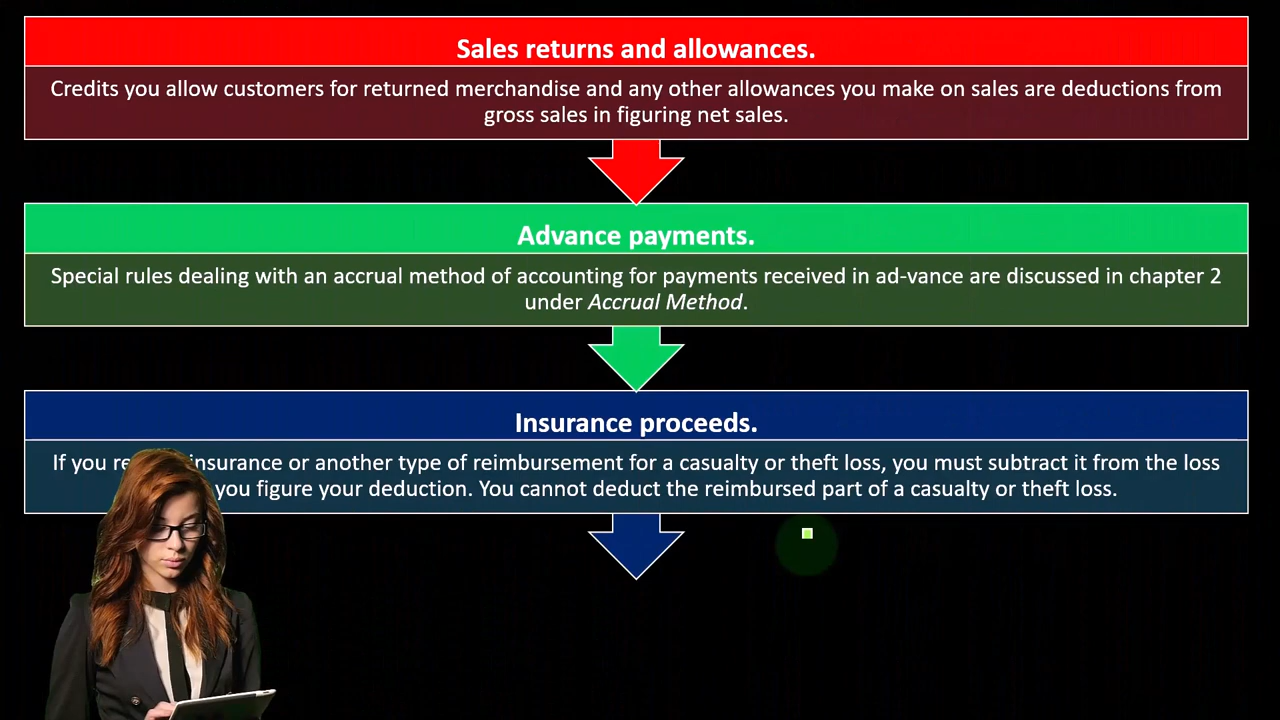 Sales returns and allowances.
Credits you allow customers for returned merchandise and any other allowances you make on sales are deductions from
gross sales in figuring net sales.
Advance payments.
Special rules dealing with an accrual method of accounting for payments received in ad-vance are discussed in chapter 2
under Accrual Method.
Insurance proceeds.
If you insurance or another type of reimbursement for a casualty or theft loss, you must subtract it from the loss
you figure your deduction. You cannot deduct the reimbursed part of a casualty or theft loss.